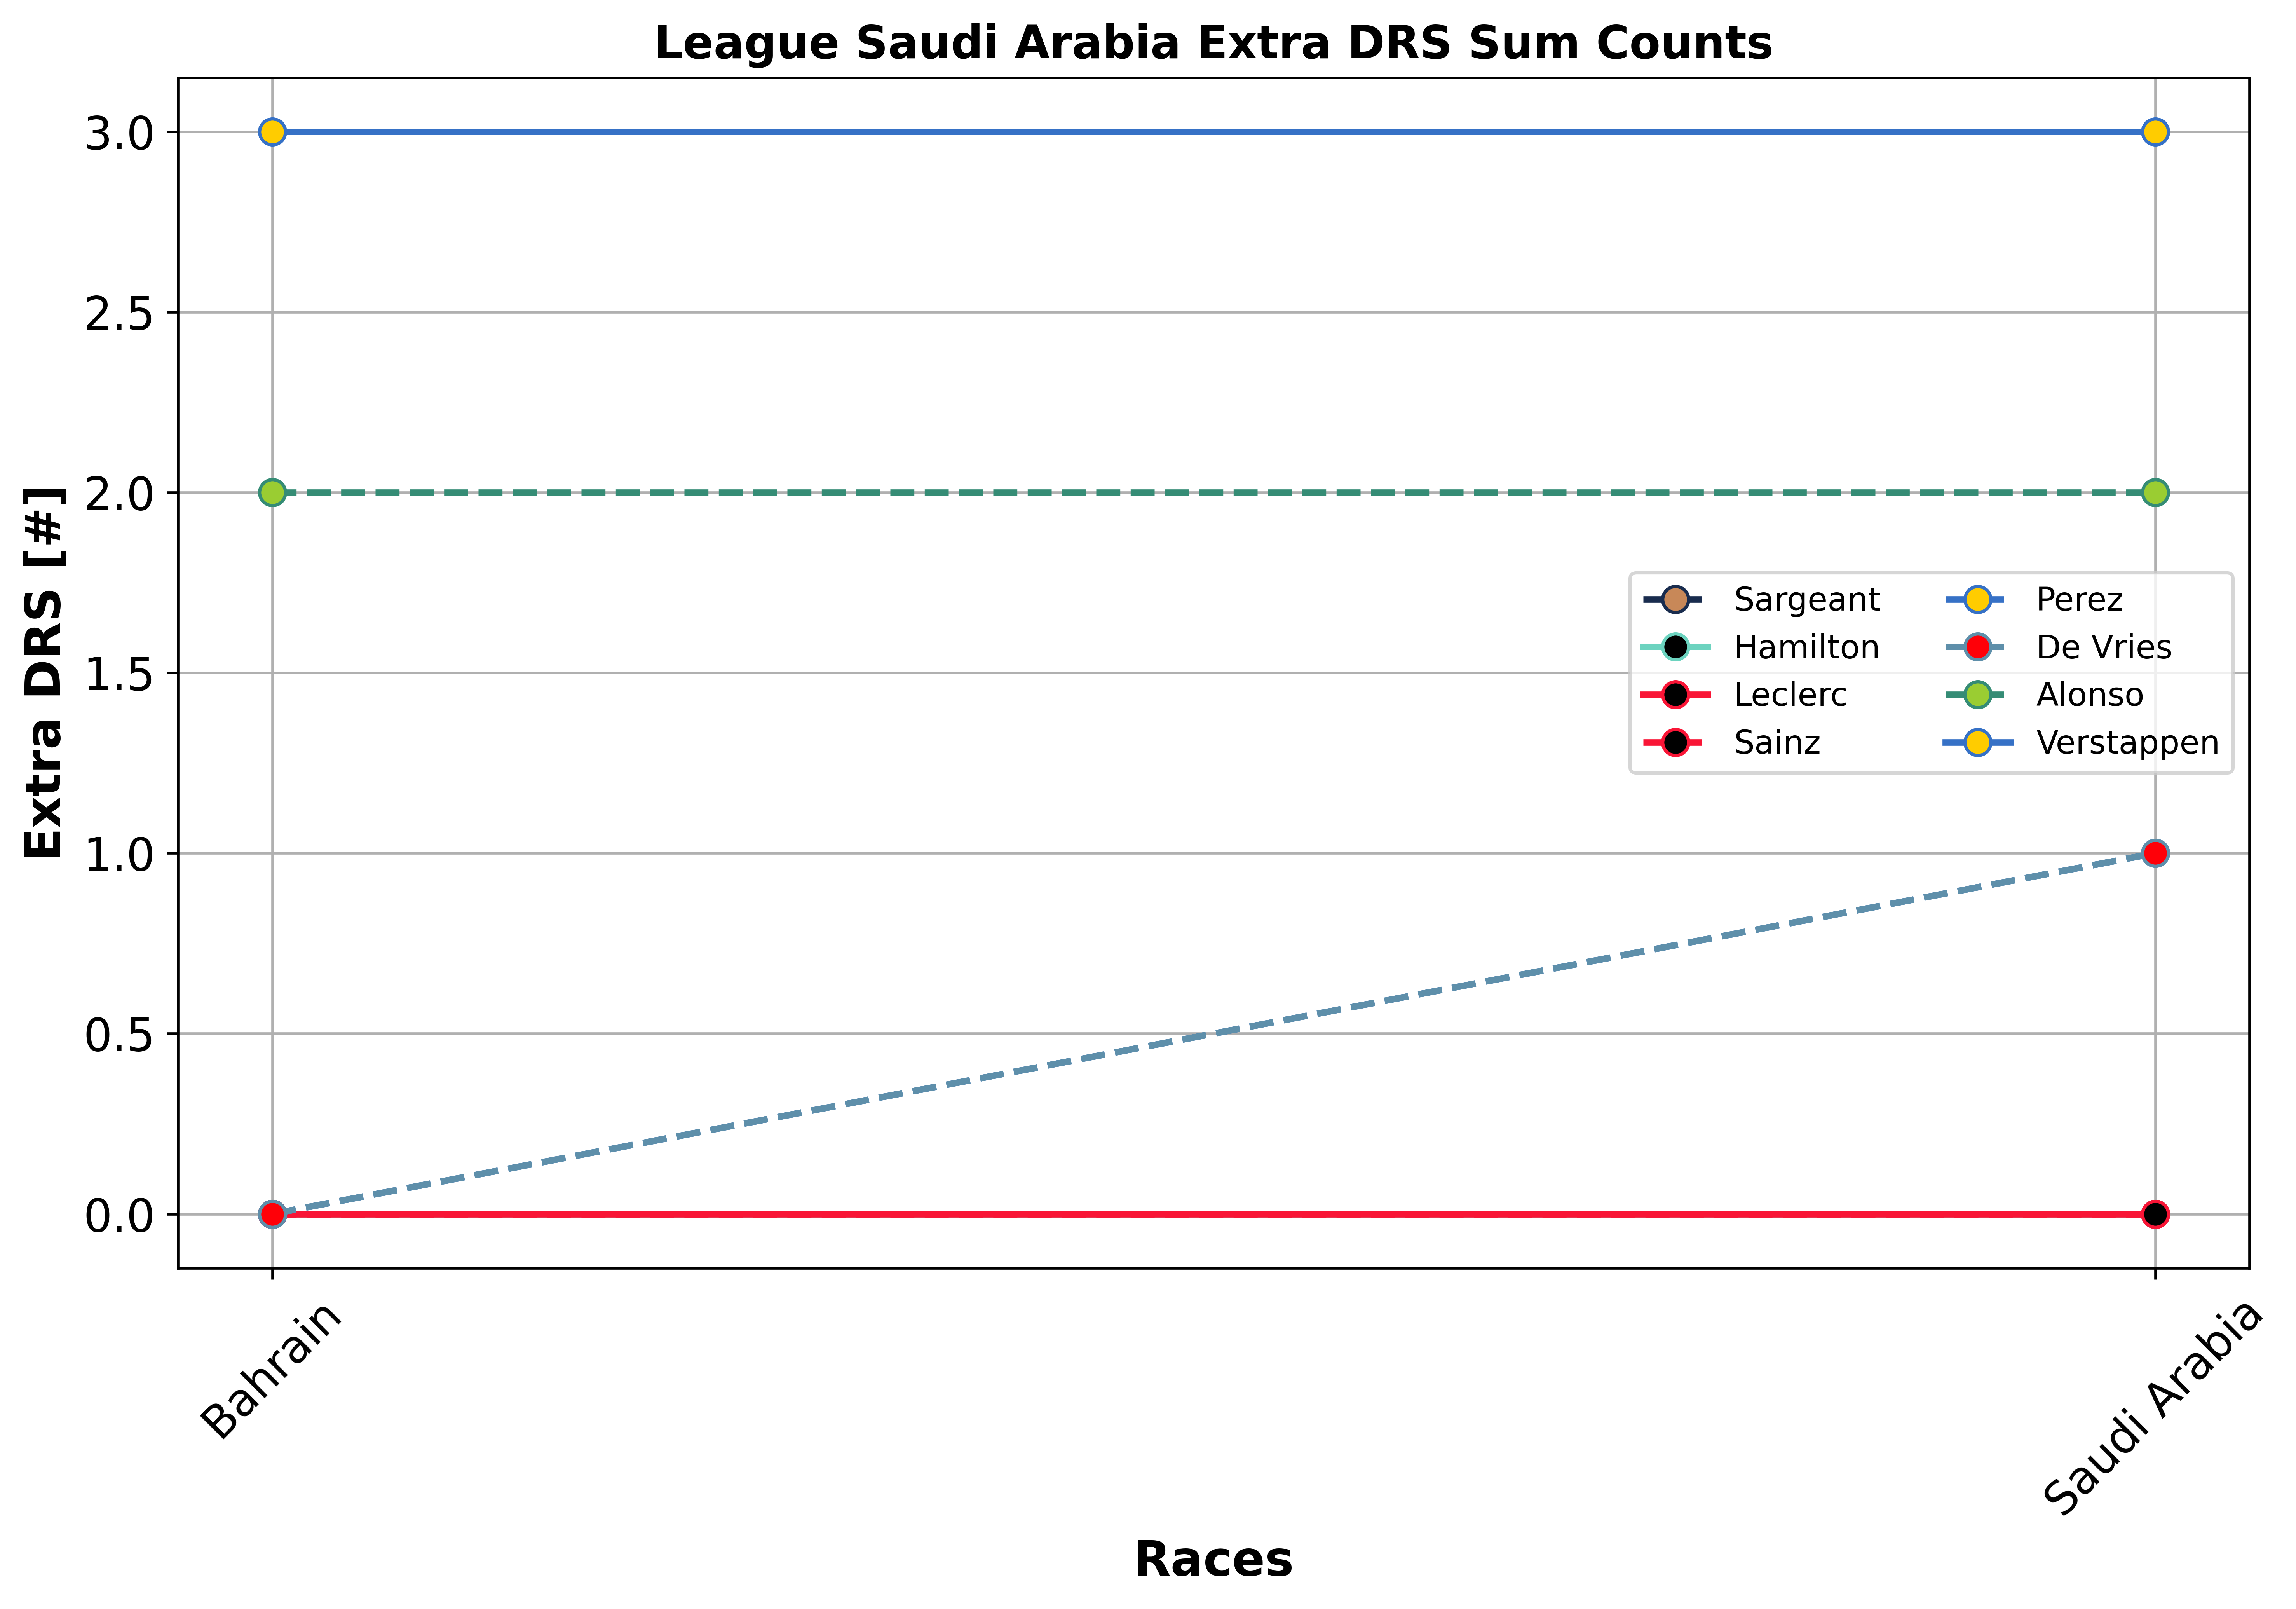 League Saudi Arabia Extra DRS Sum Counts
Extra DRS [#]
3.0
2.5
2.0
1.5
1.0
0.5
0.0
Sargeant
Hamilton
Leclerc
Sainz
Perez
De Vries
Alonso
Verstappen
Bahrain
Saudi Arabia
Races